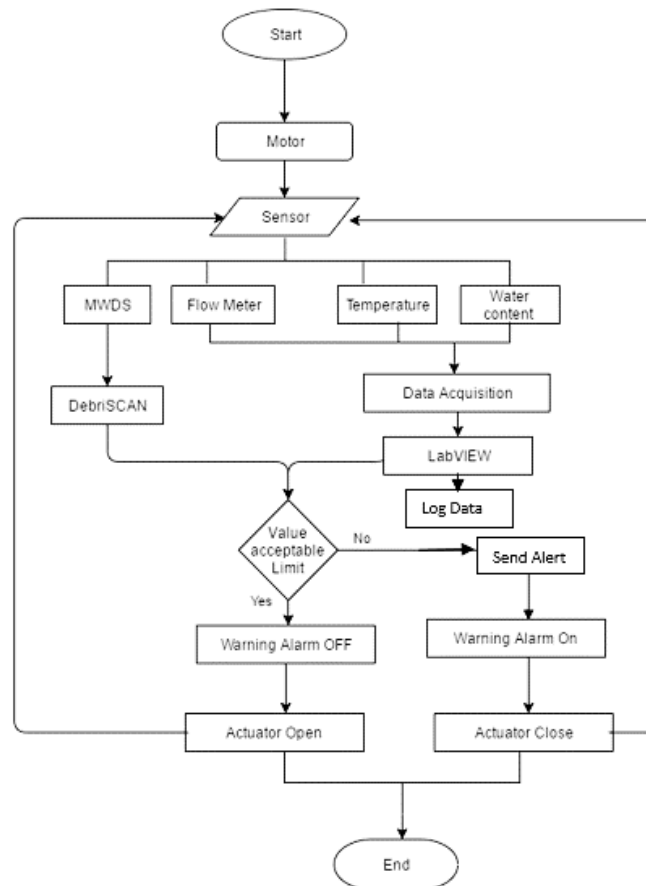 Start
Motor
Sensor
MWDS
Flow Meter
Temperature
Water
content
DebriSCAN
Data Acquisition
LabVIEW
Log Data
Value
acceptable
Limit
No
Send Alert
Yes
Warning Alarm OFF
Warning Alarm On
Actuator Open
Actuator Close
End